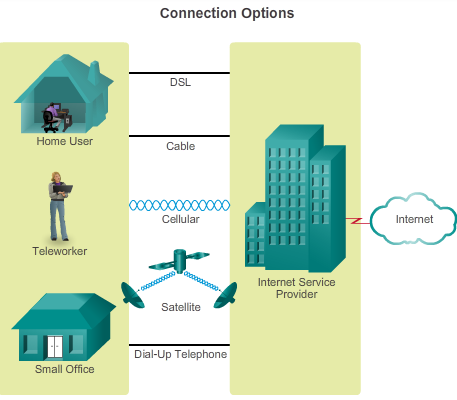 Connection Options
DSL
Home User
Cable
Cellular
Teleworker
Internet
Internet Service
Provider
Satellite
Dial-Up Telephone
Small Office